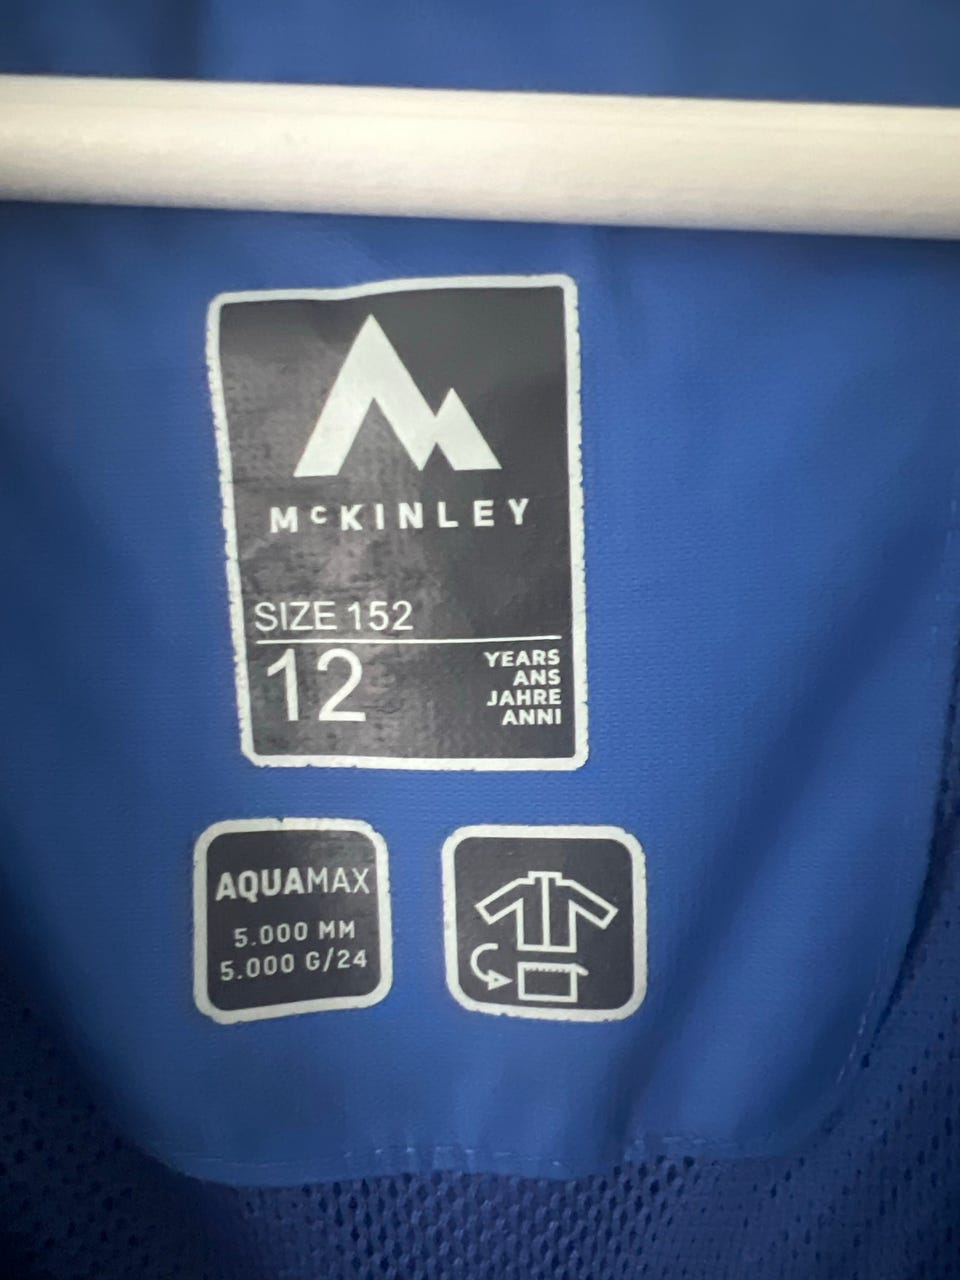 McKINLEY
SIZE 152
12
YEARS
ANS
JAHRE
ANNI
AQUAMAX
5.000 MM
5.000 G/24